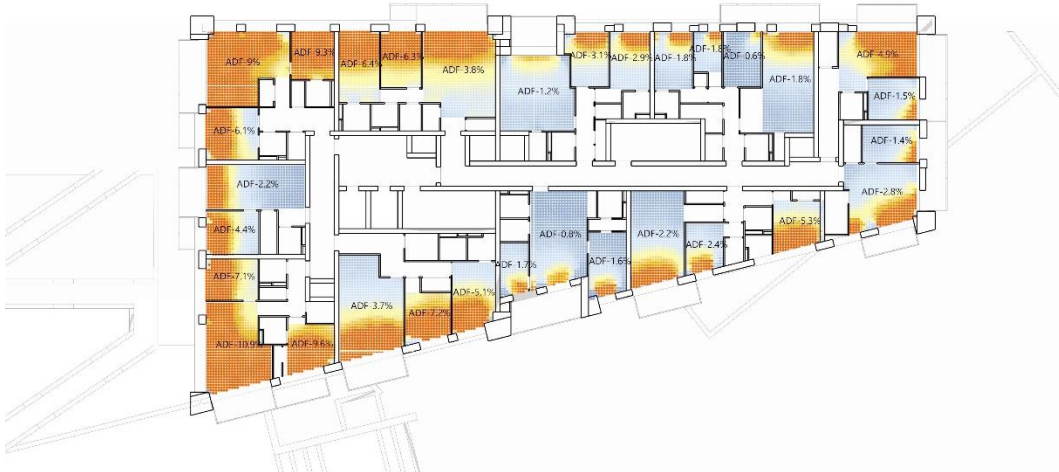 ADF-9%
ADF-9.3%
ADF-6.4%
ADF-6.3%
ADF-3.8%
ADF-1.2%
ADF-3.1%
ADF-2.9%
ADF-1.8%
ADF-1.8%
ADF-0.6%
ADF-1.8%
ADF-4.9%
ADF-1.5%
ADF-6.1%
ADF-1.4%
ADF-2.2%
ADF-2.8%
ADF-4.4%
ADF-0.8%
ADF-2.2%
ADF-5.3%
ADF-2.4%
ADF-1.7%
ADF-1.6%
ADF-7.1%
ADF-5.1%
ADF-3.7%
ADF-7.2%
ADF-10.9%
ADF-9.6%